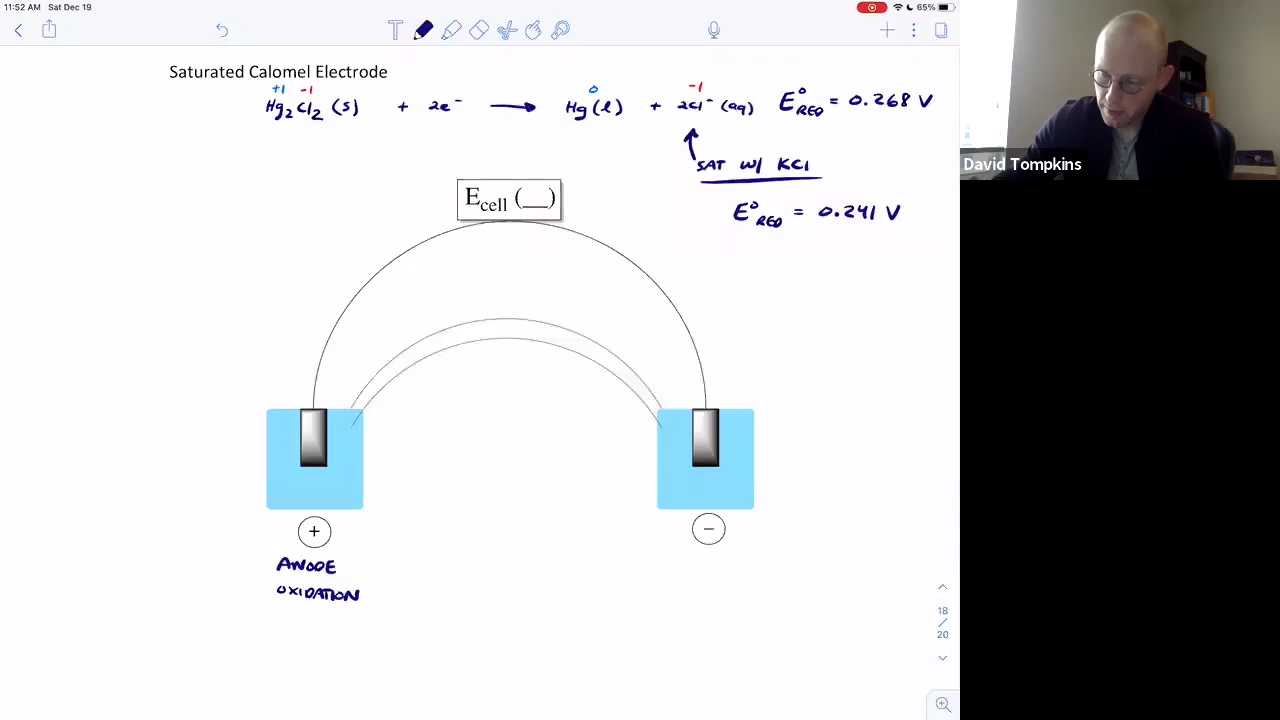 11:52 AM Sat Dec 19
65%
Saturated Calomel Electrode
+1 -1 0 -1
Hg₂Cl₂ (s) + 2e⁻ → Hg(l) + 2Cl⁻ (aq) E°RED = 0.268 V
SAT W/ KCl
E°RED = 0.241 V
Ecell (__)
+
−
ANODE
OXIDATION
18
/
20
David Tompkins